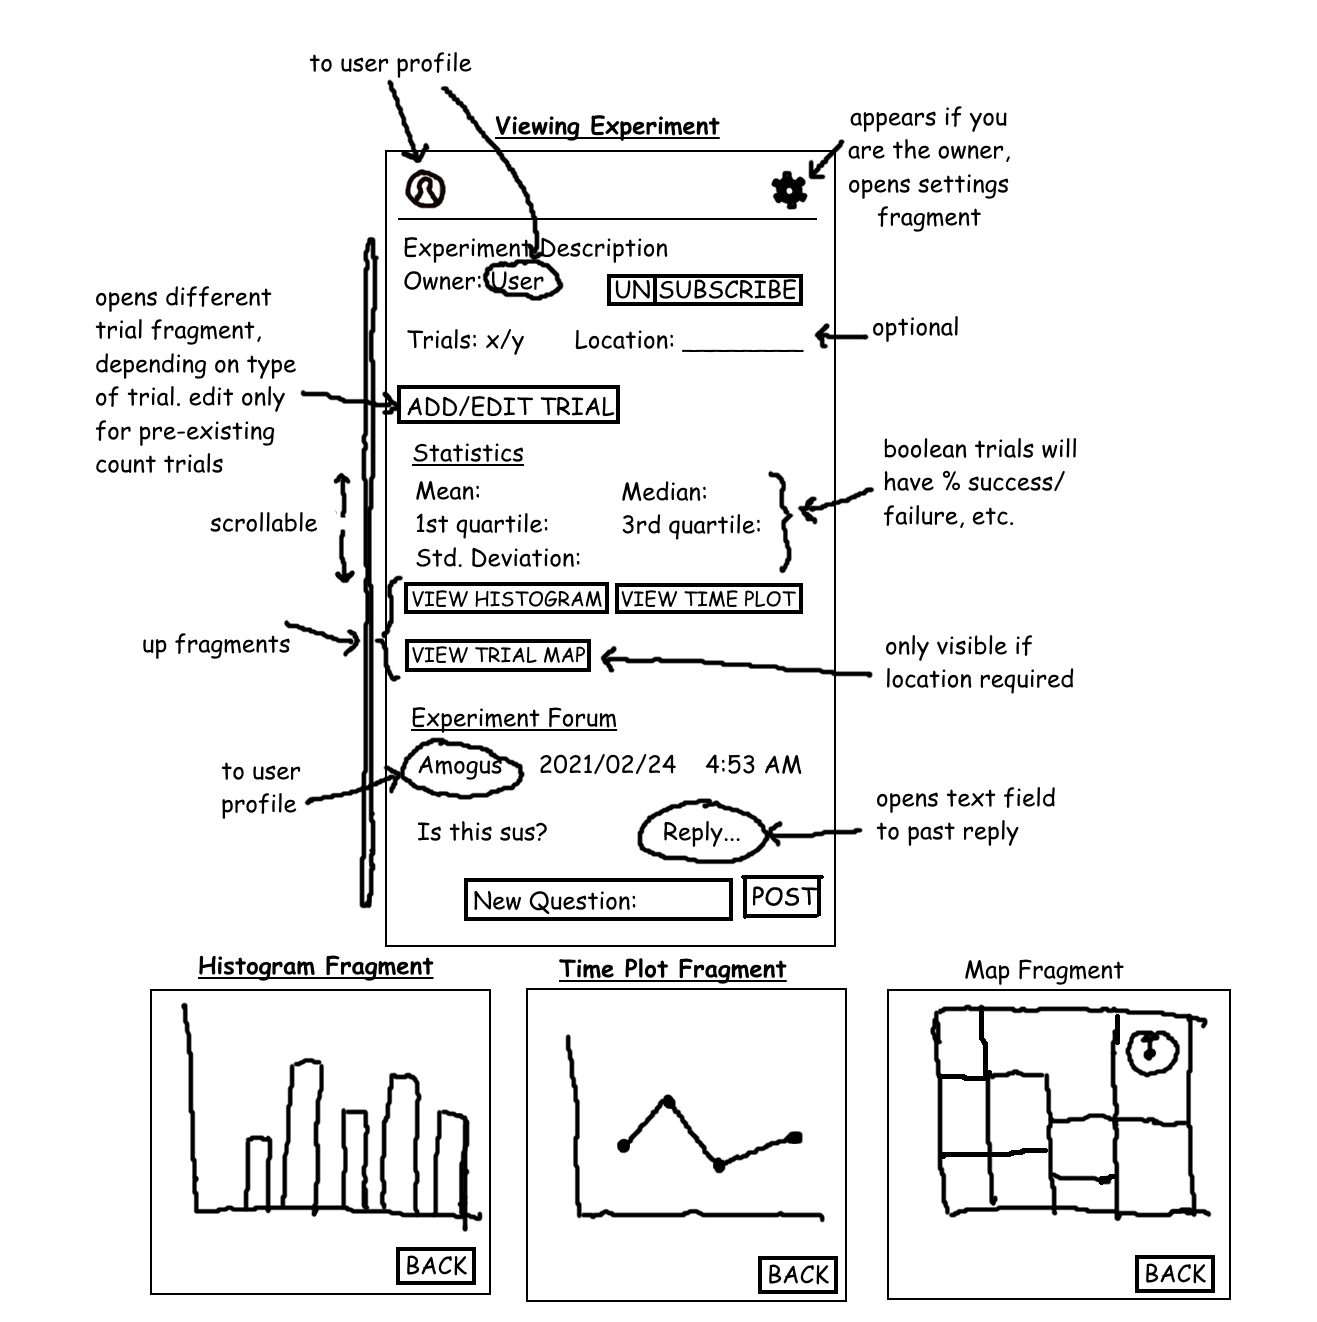 to user profile
Viewing Experiment
appears if you
are the owner,
opens settings
fragment
Experiment Description
Owner: User
UN SUBSCRIBE
opens different
trial fragment,
depending on type
of trial. edit only
for pre-existing
count trials
Trials: x/y
Location: __________
optional
ADD/EDIT TRIAL
Statistics
Mean:
Median:
1st quartile:
3rd quartile:
Std. Deviation:
boolean trials will
have % success/
failure, etc.
scrollable
VIEW HISTOGRAM
VIEW TIME PLOT
up fragments
VIEW TRIAL MAP
only visible if
location required
Experiment Forum
Amogus 2021/02/24 4:53 AM
to user
profile
Is this sus?
Reply...
opens text field
to past reply
New Question:
POST
Histogram Fragment
Time Plot Fragment
Map Fragment
BACK
BACK
BACK